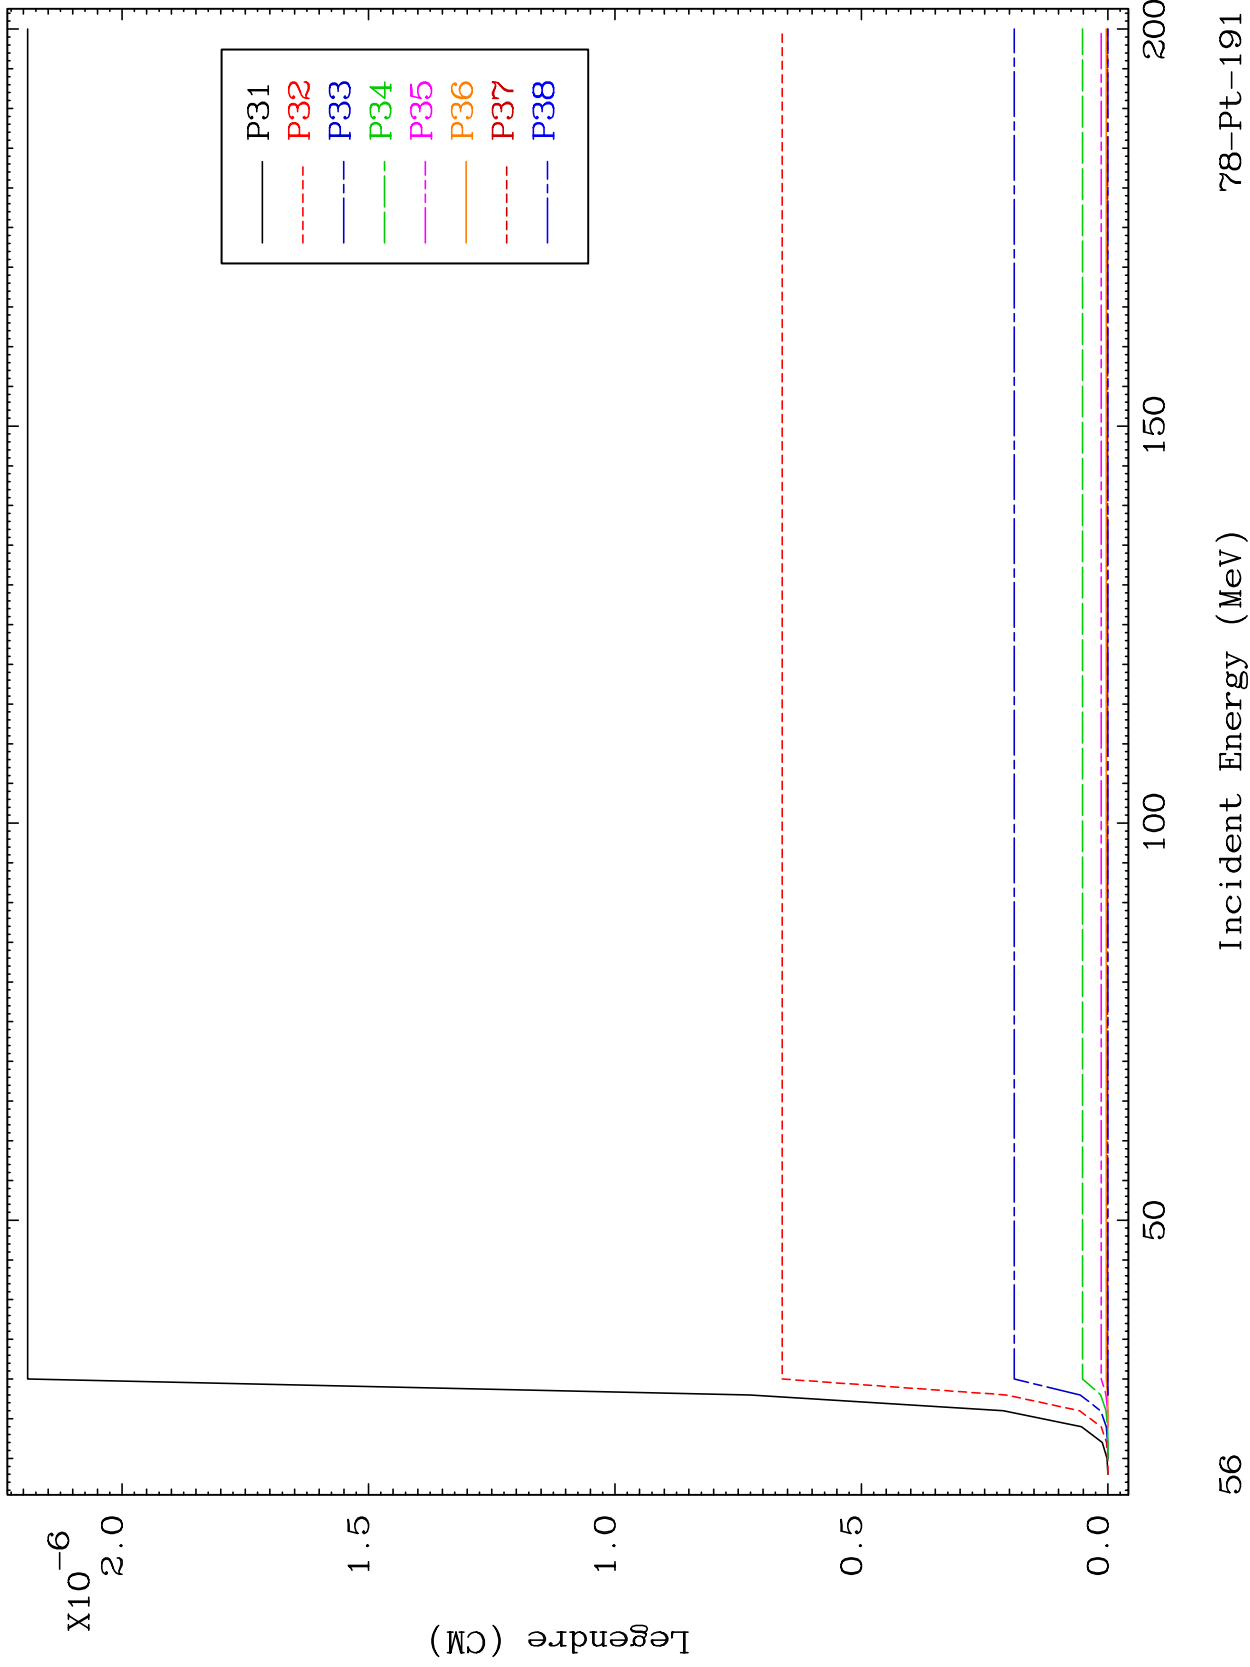 X10-6
2.0
1.5
1.0
0.5
0.0
Legendre (CM)
P31
P32
P33
P34
P35
P36
P37
P38
50
100
150
200
Incident Energy (MeV)
56
78-Pt-191